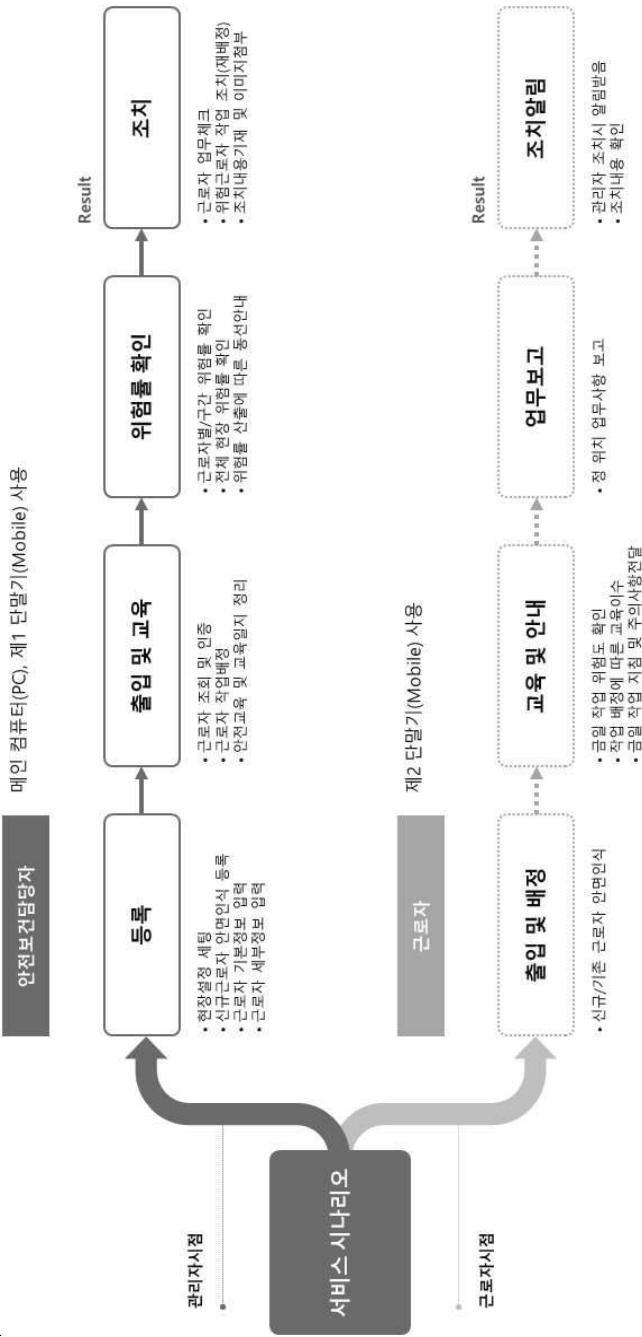 서비스 시나리오
관리자시점
안전보건담당자
메인 컴퓨터(PC), 제1 단말기(Mobile) 사용
등록
• 현장설정 세팅
• 신규근로자 안면인식 등록
• 근로자 기본정보 입력
• 근로자 세부정보 입력
출입 및 교육
• 근로자 조회 및 인증
• 근로자 작업배정
• 안전교육 및 교육일지 정리
위험률 확인
• 근로자별/구간 위험률 확인
• 전체 현장 위험률 확인
• 위험률 산출에 따른 동선안내
Result
조치
• 근로자 업무체크
• 위험근로자 작업 조치(재배정)
• 조치내용기재 및 이미지첨부
근로자시점
근로자
제2 단말기(Mobile) 사용
출입 및 배정
• 신규/기존 근로자 안면인식
교육 및 안내
• 금일 작업 위험도 확인
• 작업 배정에 따른 교육이수
• 금일 작업 지침 및 주의사항전달
업무보고
• 정 위치 업무사항 보고
Result
조치알림
• 관리자 조치시 알림받음
• 조치내용 확인